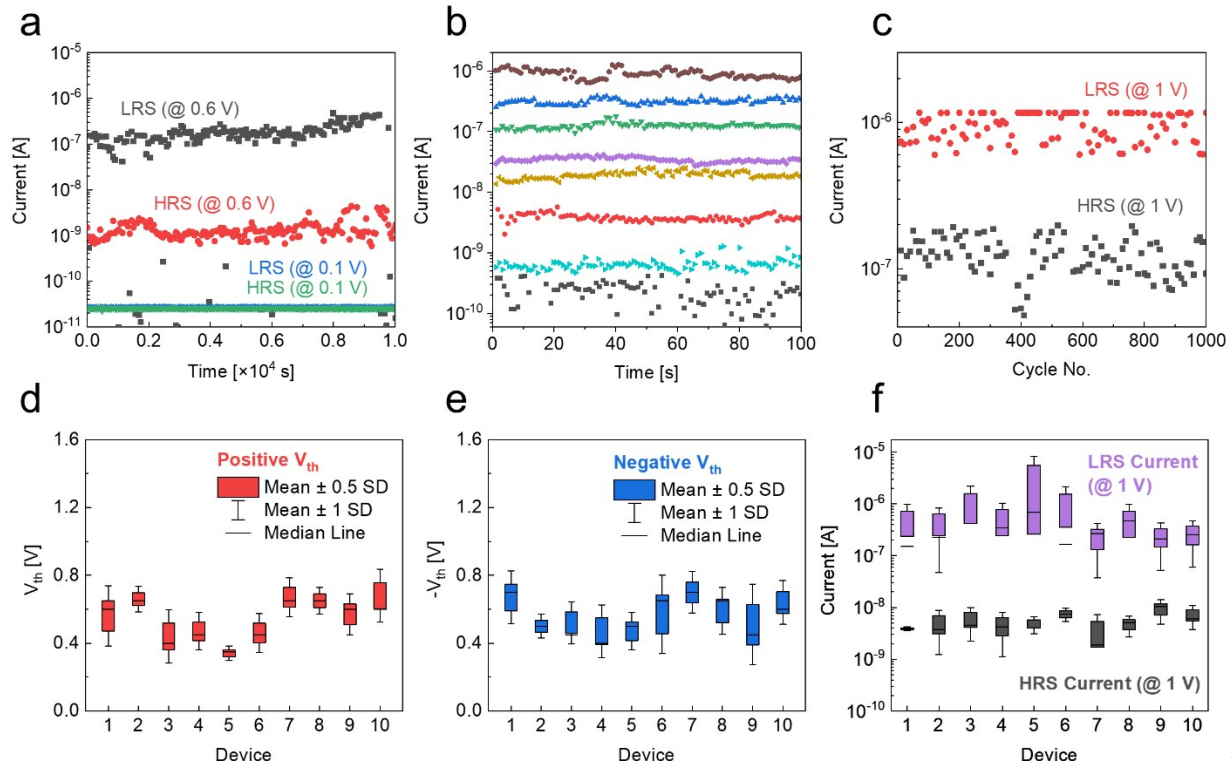 a
10⁻⁵
10⁻⁶
10⁻⁷
10⁻⁸
10⁻⁹
10⁻¹⁰
10⁻¹¹
Current [A]
LRS (@ 0.6 V)
HRS (@ 0.6 V)
LRS (@ 0.1 V)
HRS (@ 0.1 V)
0.0 0.2 0.4 0.6 0.8 1.0
Time [×10⁴ s]
b
10⁻⁶
10⁻⁷
10⁻⁸
10⁻⁹
10⁻¹⁰
Current [A]
0 20 40 60 80 100
Time [s]
c
10⁻⁶
10⁻⁷
Current [A]
LRS (@ 1 V)
HRS (@ 1 V)
0 200 400 600 800 1000
Cycle No.
d
1.6
1.2
0.8
0.4
0.0
V_th [V]
Positive V_th
Mean ± 0.5 SD
Mean ± 1 SD
Median Line
1 2 3 4 5 6 7 8 9 10
Device
e
1.6
1.2
0.8
0.4
0.0
-V_th [V]
Negative V_th
Mean ± 0.5 SD
Mean ± 1 SD
Median Line
1 2 3 4 5 6 7 8 9 10
Device
f
10⁻⁵
10⁻⁶
10⁻⁷
10⁻⁸
10⁻⁹
10⁻¹⁰
Current [A]
LRS Current
(@ 1 V)
HRS Current (@ 1 V)
1 2 3 4 5 6 7 8 9 10
Device